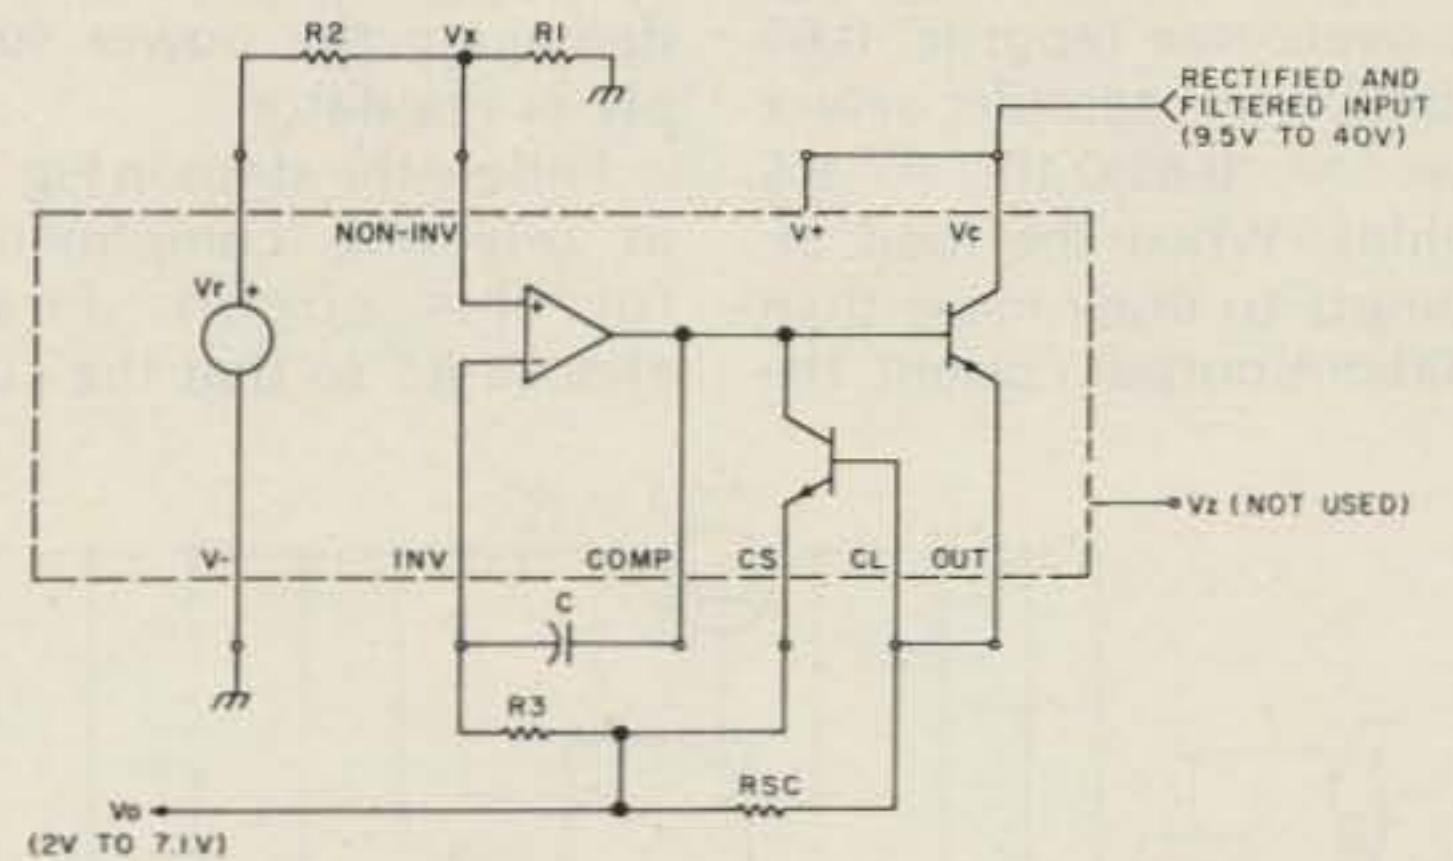 R2
Vx
R1
RECTIFIED AND
FILTERED INPUT
(9.5V TO 40V)
NON-INV
V+
Vc
Vr
+
+
−
Vz (NOT USED)
V-
INV
COMP
CS
CL
OUT
C
R3
RSC
Vo
(2V TO 7.1V)